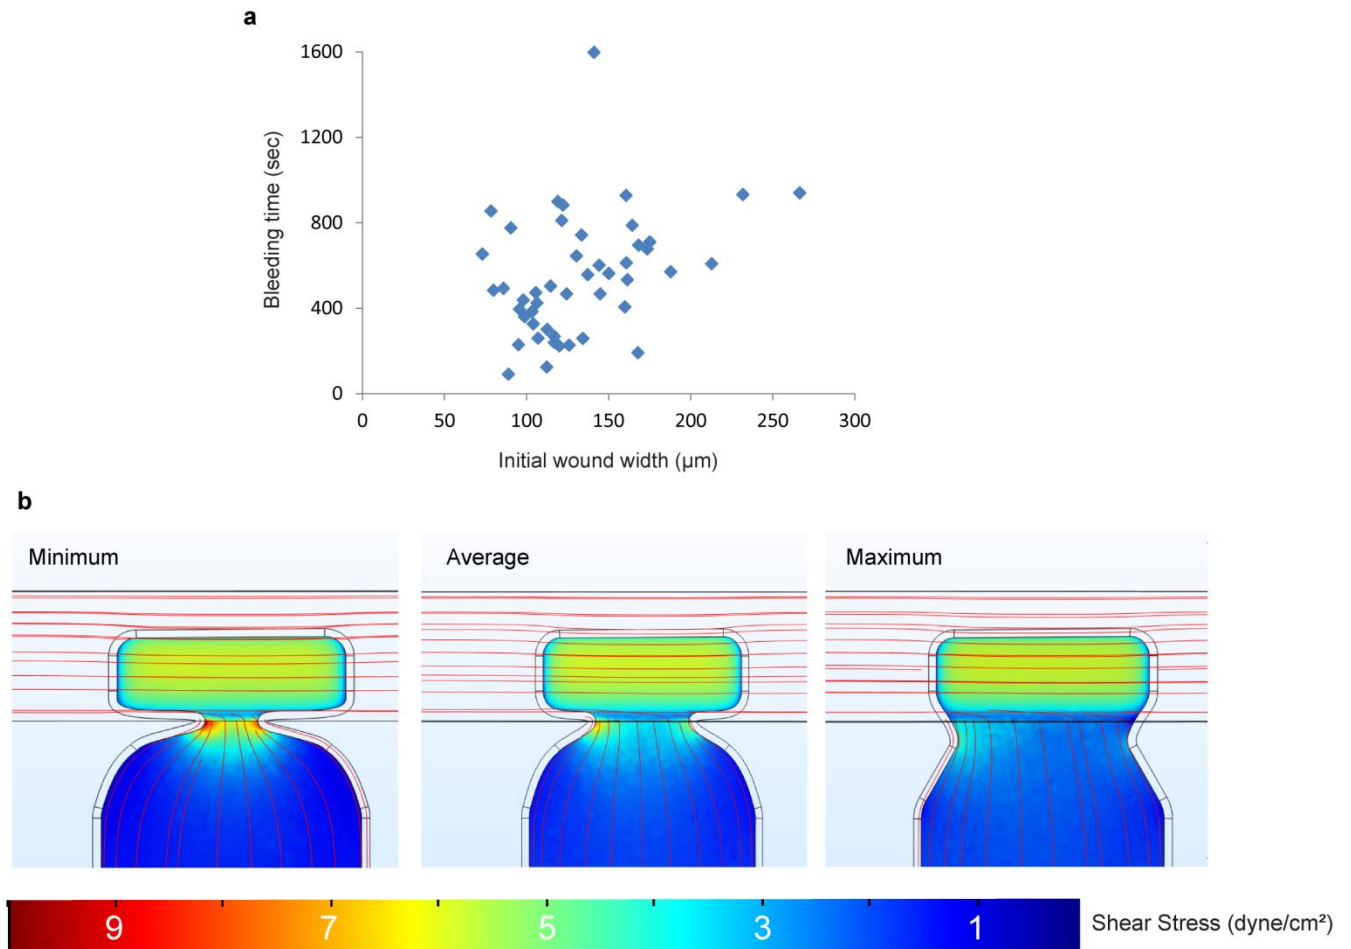 a
1600
1200
800
400
0
Bleeding time (sec)
0 50 100 150 200 250 300
Initial wound width (µm)
b
Minimum Average Maximum
9 7 5 3 1 Shear Stress (dyne/cm²)